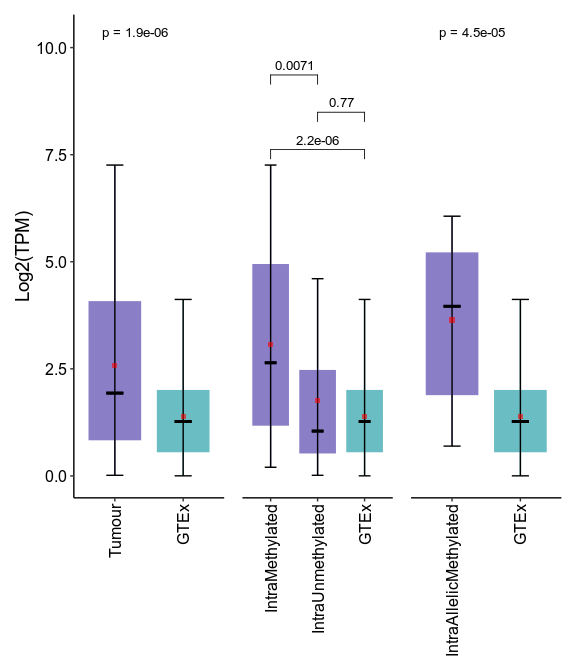 p = 1.9e-06
p = 4.5e-05
10.0
0.0071
0.77
2.2e-06
7.5
5.0
2.5
0.0
Log2(TPM)
Tumour
GTEx
IntraMethylated
IntraUnmethylated
GTEx
IntraAllelicMethylated
GTEx